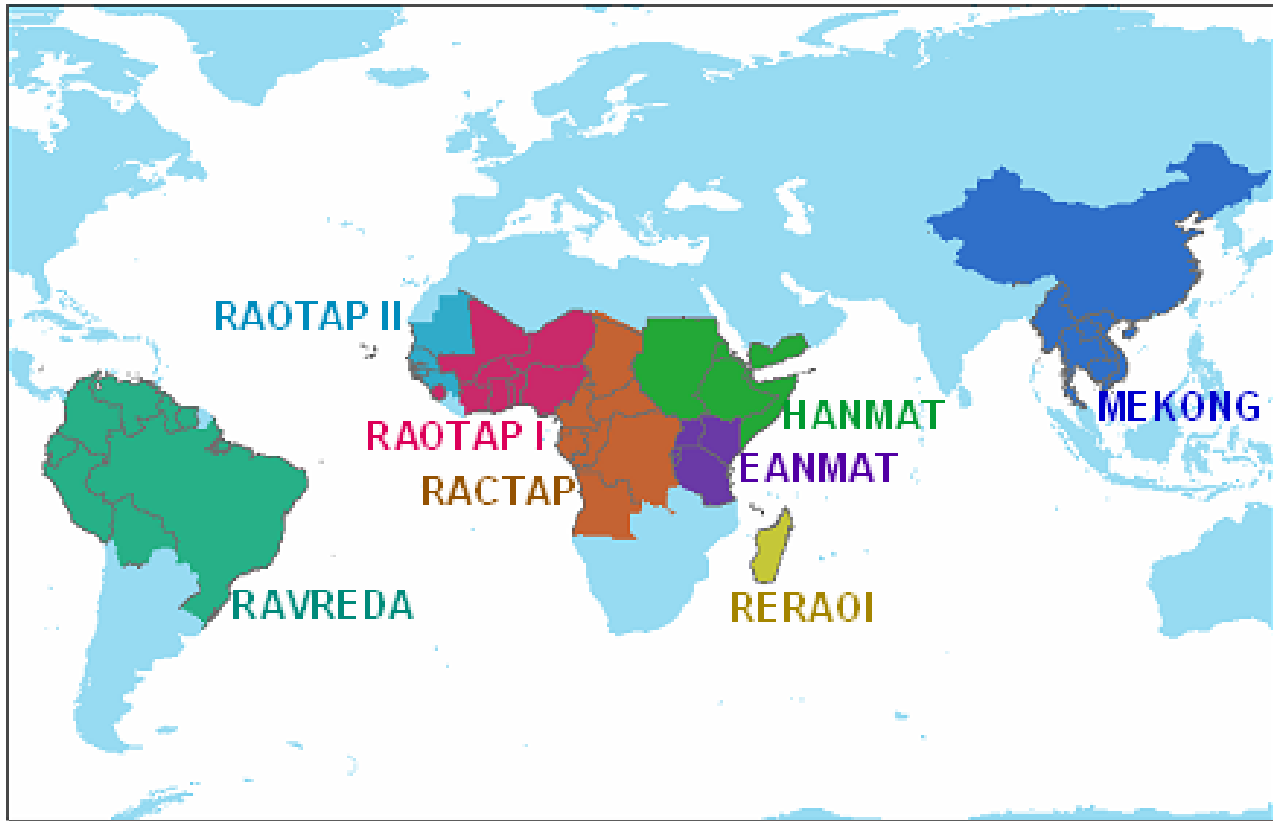 RAOTAP II
HANMAT
MEKONG
RAOTAP I
EANMAT
RACTAP
RAVREDA
RERAOI